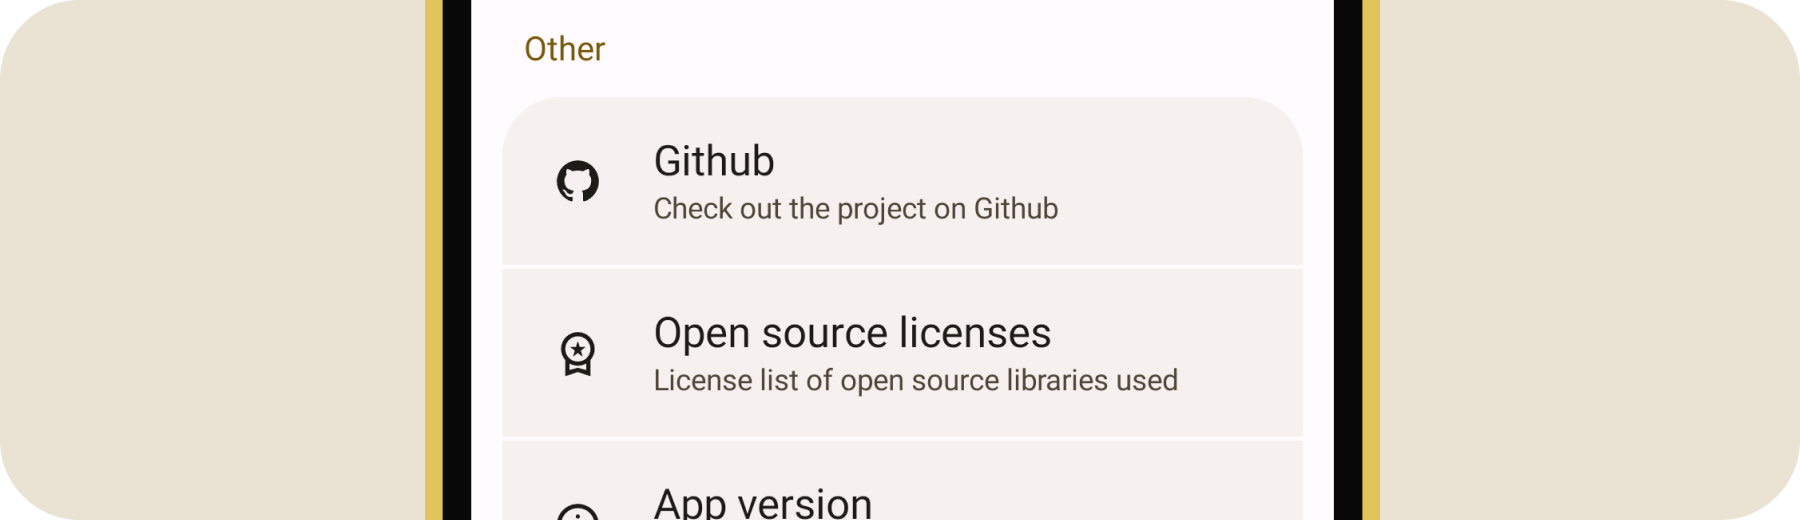 Other
Github
Check out the project on Github
Open source licenses
License list of open source libraries used
App version